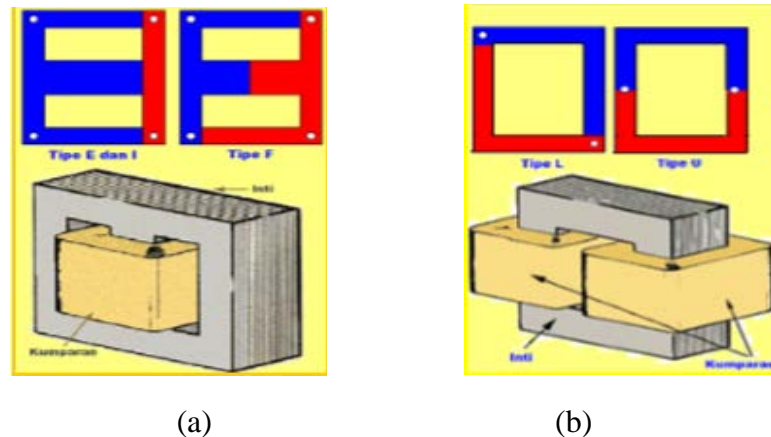 Tipe E dan I
Tipe F
Inti
Kumparan
(a)
Tipe L
Tipe U
Inti
Kumparan
(b)